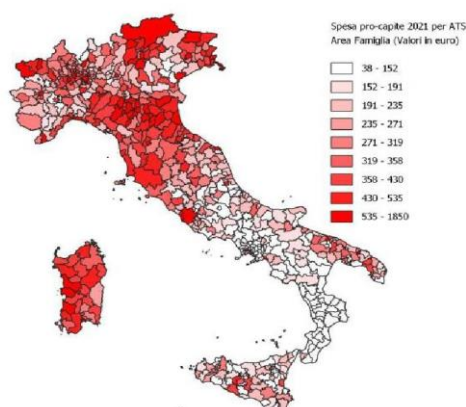 Spesa pro-capite 2021 per ATS
Area Famiglia (Valori in euro)
38 - 152
152 - 191
191 - 235
235 - 271
271 - 319
319 - 358
358 - 430
430 - 535
535 - 1850